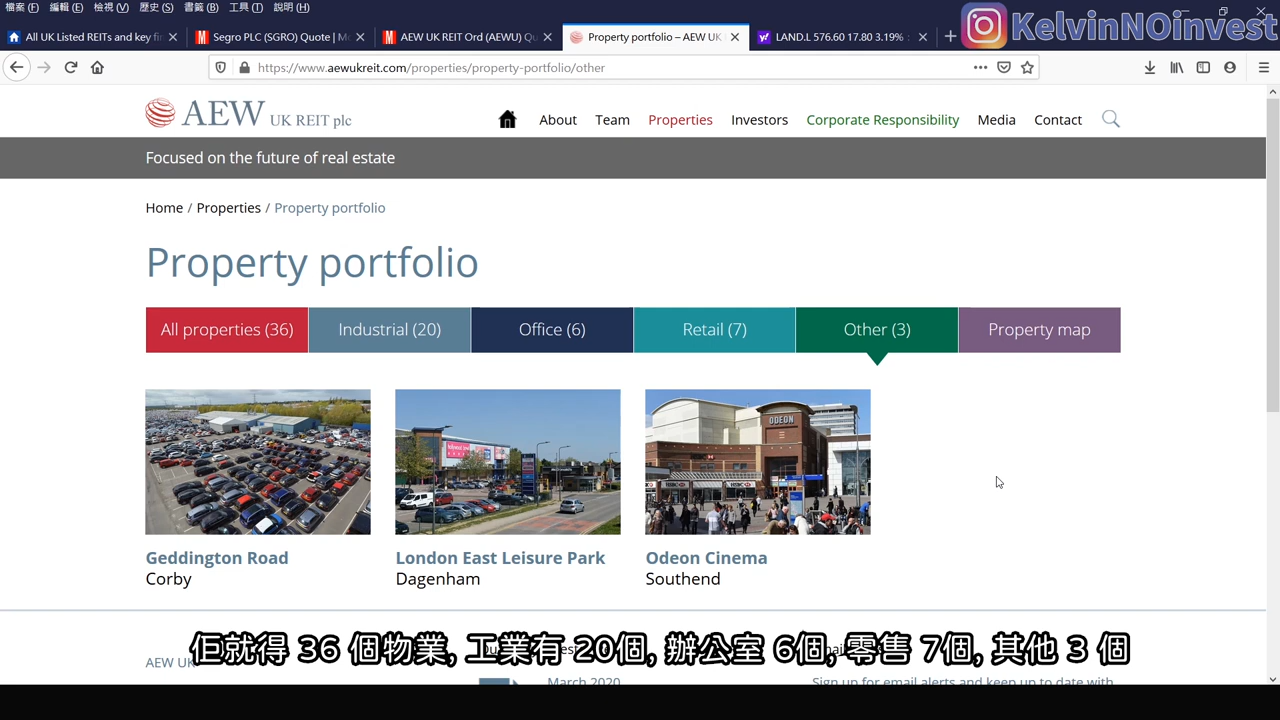 檔案(F) 編輯(E) 檢視(V) 歷史(S) 書籤(B) 工具(T) 說明(H)
All UK Listed REITs and key fi
Segro PLC (SGRO) Quote | Mo
AEW UK REIT Ord (AEWU) Qu
Property portfolio – AEW UK
LAND.L 576.60 17.80 3.19%
KelvinNOinvest
https://www.aewukreit.com/properties/property-portfolio/other
AEW UK REIT plc
About Team Properties Investors Corporate Responsibility Media Contact
Focused on the future of real estate
Home / Properties / Property portfolio
Property portfolio
All properties (36) Industrial (20) Office (6) Retail (7) Other (3) Property map
ODEON
HSBC
HSBC
Geddington Road
Corby
London East Leisure Park
Dagenham
Odeon Cinema
Southend
佢就得 36 個物業, 工業有 20個, 辦公室 6個, 零售 7個, 其他 3 個
AEW UK
March 2020
Sign up for email alerts and keep up to date with